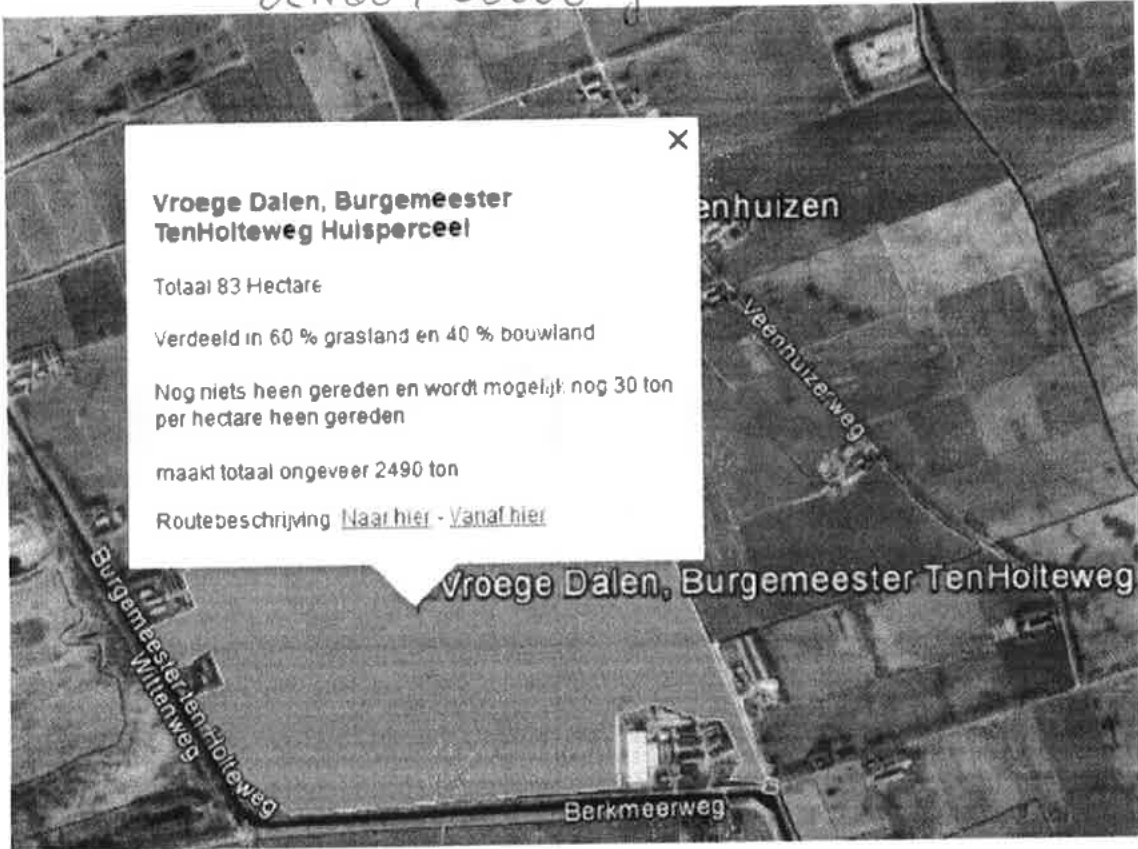 ×
Vroege Dalen, Burgemeester
TenHolteweg Huisperceel
Totaal 83 Hectare
Verdeeld in 60 % grasland en 40 % bouwland
Nog niets heen gereden en wordt mogelijk nog 30 ton
per hectare heen gereden
maakt totaal ongeveer 2490 ton
Routebeschrijving Naar hier - Vanaf hier
enhuizen
Veenhuizerweg
Vroege Dalen, Burgemeester TenHolteweg
Burgemeester-ten-Holteweg
Wittenweg
Berkmeerweg